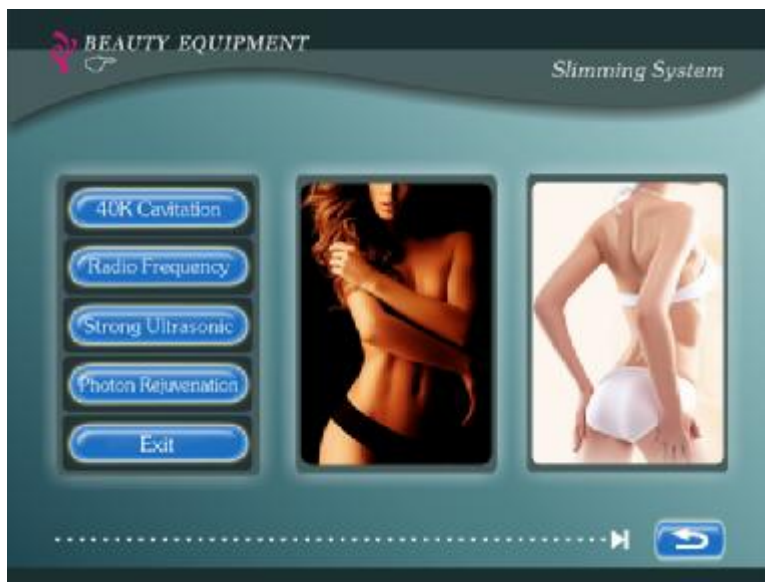 BEAUTY EQUIPMENT
Slimming System
40K Cavitation
Radio Frequency
Strong Ultrasonic
Photon Rejuvenation
Exit